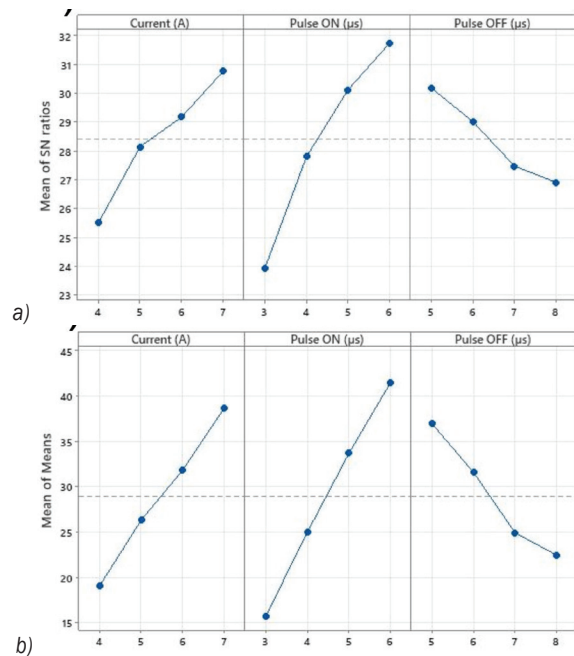 Current (A) Pulse ON (µs) Pulse OFF (µs)
32
31
30
29
28
27
26
25
24
23
Mean of SN ratios
4 5 6 7 3 4 5 6 5 6 7 8
a)
Current (A) Pulse ON (µs) Pulse OFF (µs)
45
40
35
30
25
20
15
Mean of Means
4 5 6 7 3 4 5 6 5 6 7 8
b)